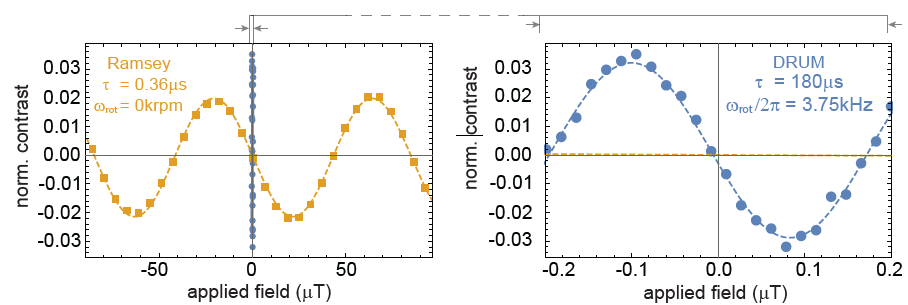 0.03
0.02
0.01
0.00
-0.01
-0.02
-0.03
norm. contrast
Ramsey
τ = 0.36μs
ωrot = 0krpm
-50
0
50
applied field (μT)
0.03
0.02
0.01
0.00
-0.01
-0.02
-0.03
norm. contrast
DRUM
τ = 180μs
ωrot/2π = 3.75kHz
-0.2
-0.1
0.0
0.1
0.2
applied field (μT)